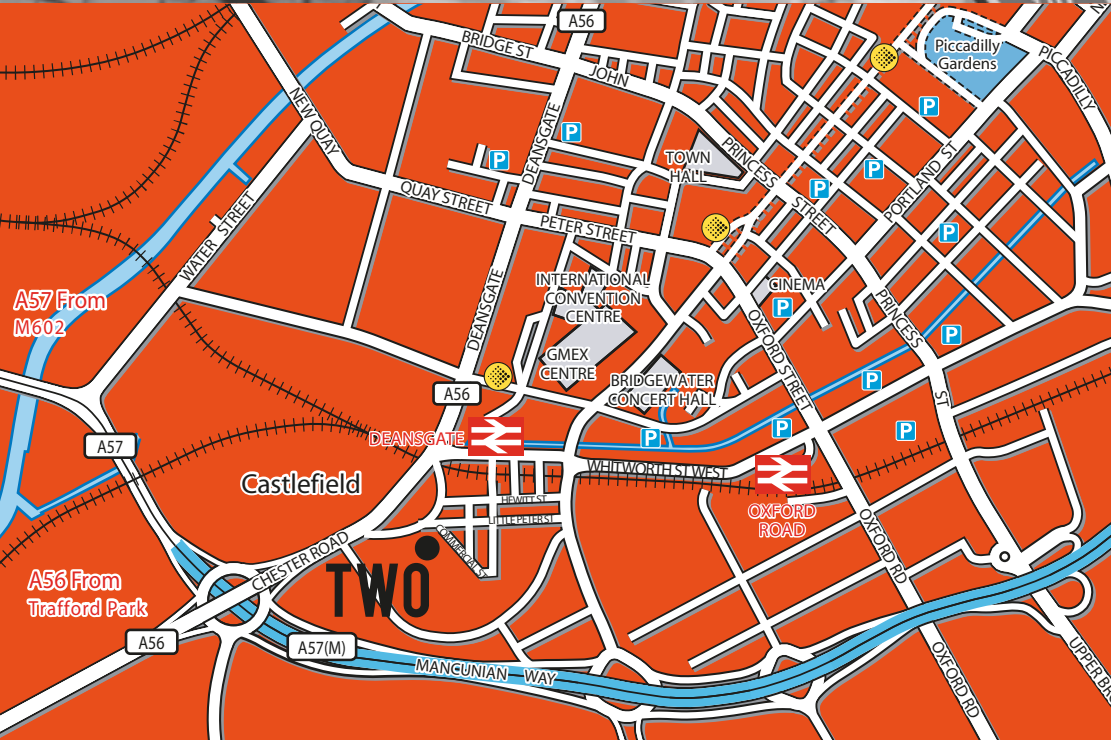 A56
BRIDGE ST
JOHN
Piccadilly
Gardens
PICCADILLY
NEW QUAY
DEANSGATE
P
P
P
TOWN
HALL
PRINCESS
STREET
P
P
PORTLAND ST
QUAY STREET
PETER STREET
P
WATER STREET
A57 From
M602
DEANSGATE
INTERNATIONAL
CONVENTION
CENTRE
CINEMA
P
GMEX
CENTRE
OXFORD STREET
PRINCESS
ST
P
BRIDGEWATER
CONCERT HALL
P
A56
A57
DEANSGATE
P
P
P
WHITWORTH ST WEST
Castlefield
HEWITT ST
LITTLE PETER ST
COMMERCIAL ST
OXFORD
ROAD
OXFORD RD
CHESTER ROAD
TWO
A56 From
Trafford Park
A56
A57(M)
MANCUNIAN WAY
OXFORD RD
UPPER BR